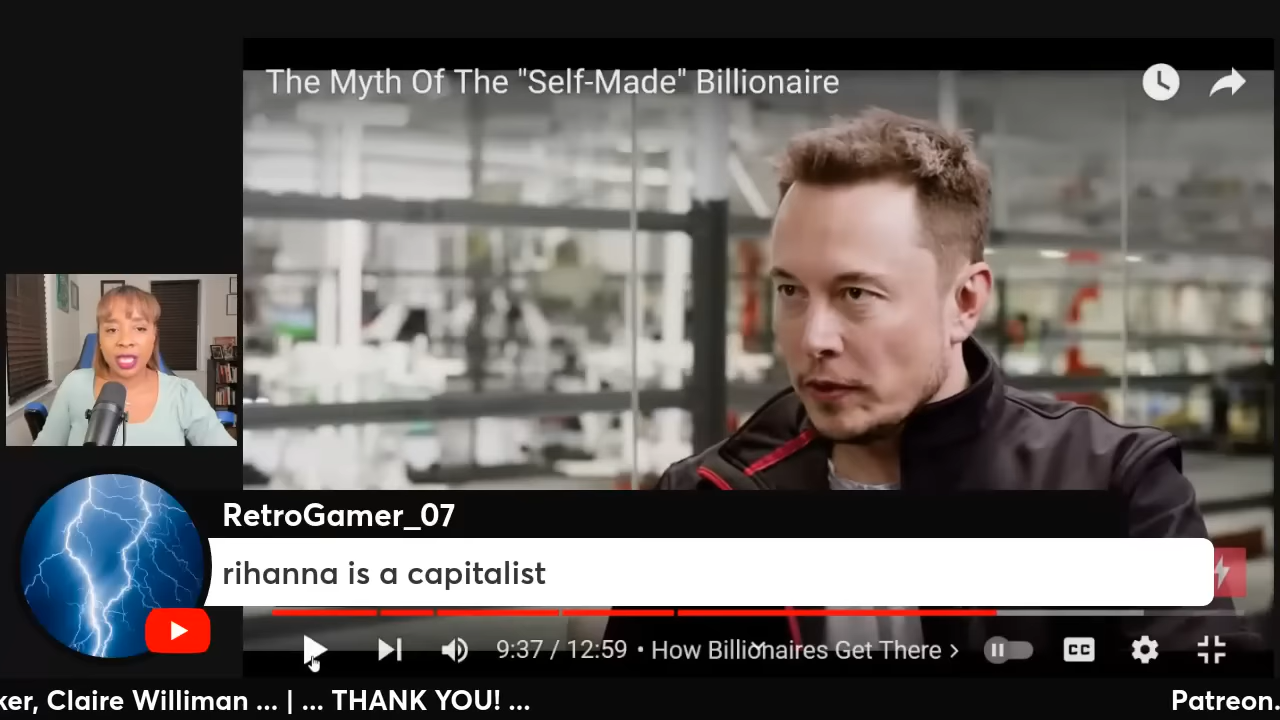 The Myth Of The "Self-Made" Billionaire
RetroGamer_07
rihanna is a capitalist
9:37 / 12:59 • How Billionaires Get There >
CC
ker, Claire Williman ... | ... THANK YOU! ...
Patreon.